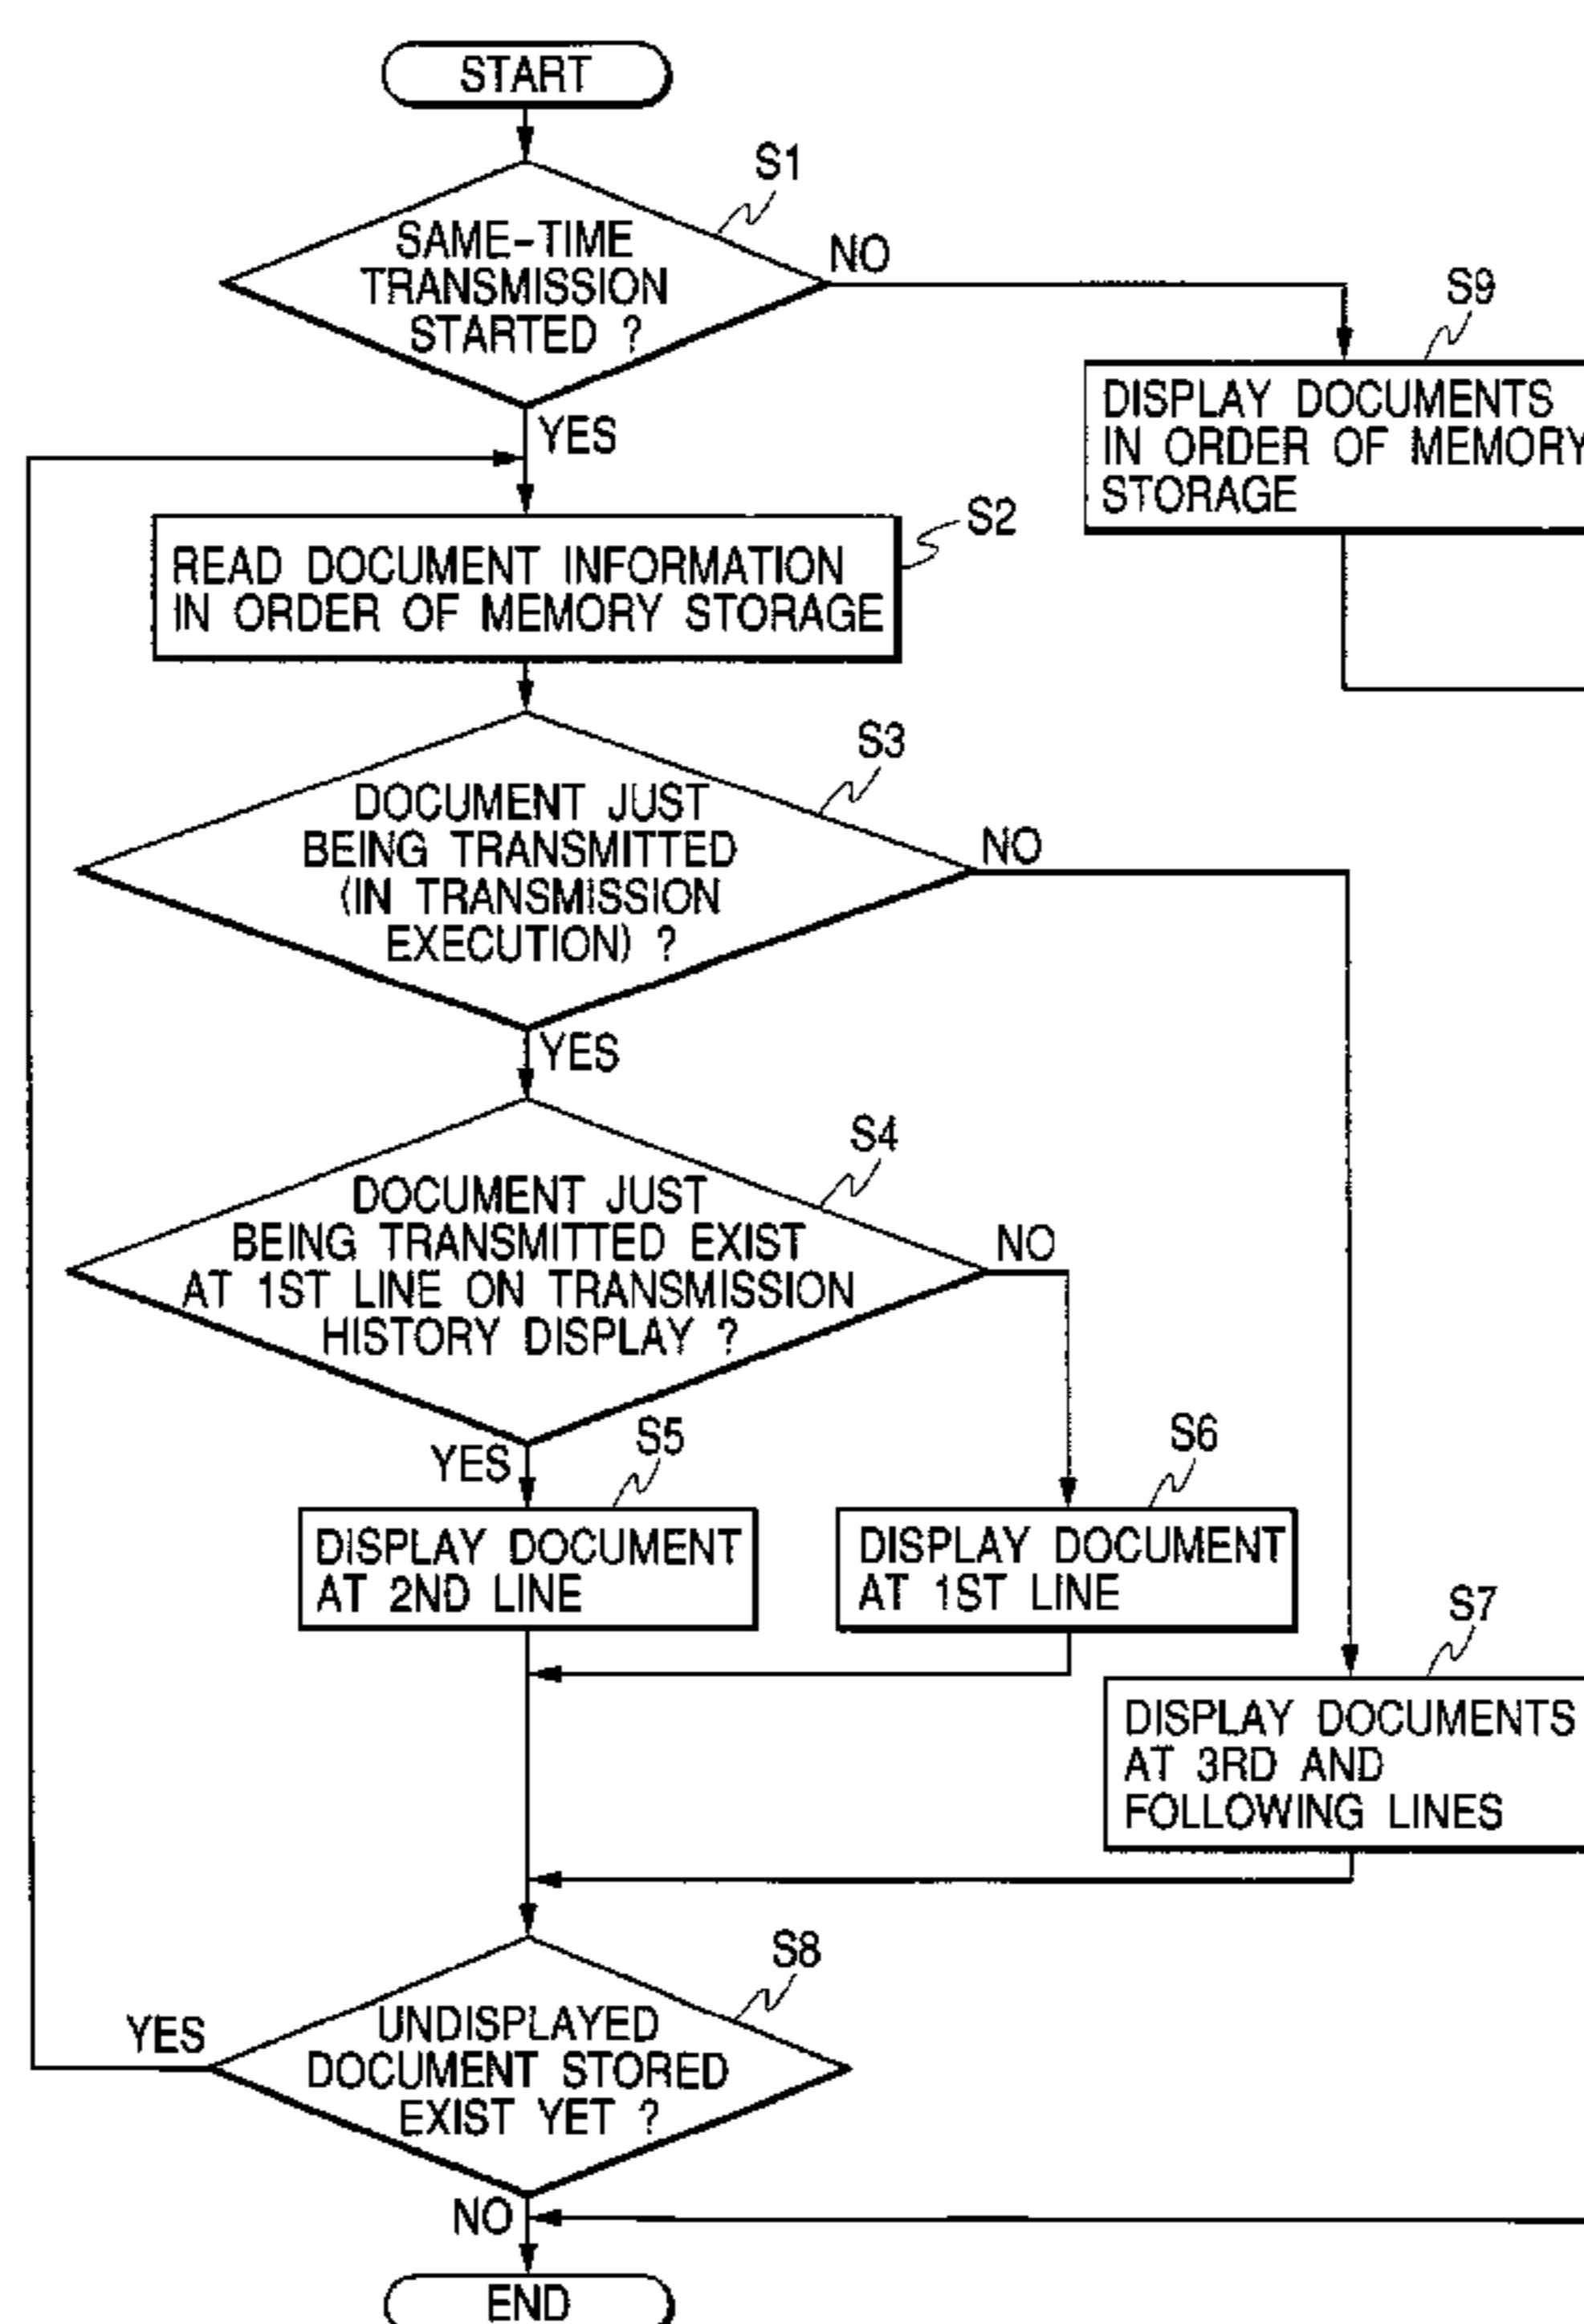 START
S1
SAME-TIME
TRANSMISSION
STARTED ?
NO
YES
S9
DISPLAY DOCUMENTS
IN ORDER OF MEMORY
STORAGE
S2
READ DOCUMENT INFORMATION
IN ORDER OF MEMORY STORAGE
S3
DOCUMENT JUST
BEING TRANSMITTED
(IN TRANSMISSION
EXECUTION) ?
NO
YES
S4
DOCUMENT JUST
BEING TRANSMITTED EXIST
AT 1ST LINE ON TRANSMISSION
HISTORY DISPLAY ?
NO
YES
S5
DISPLAY DOCUMENT
AT 2ND LINE
S6
DISPLAY DOCUMENT
AT 1ST LINE
S7
DISPLAY DOCUMENTS
AT 3RD AND
FOLLOWING LINES
S8
UNDISPLAYED
DOCUMENT STORED
EXIST YET ?
YES
NO
END